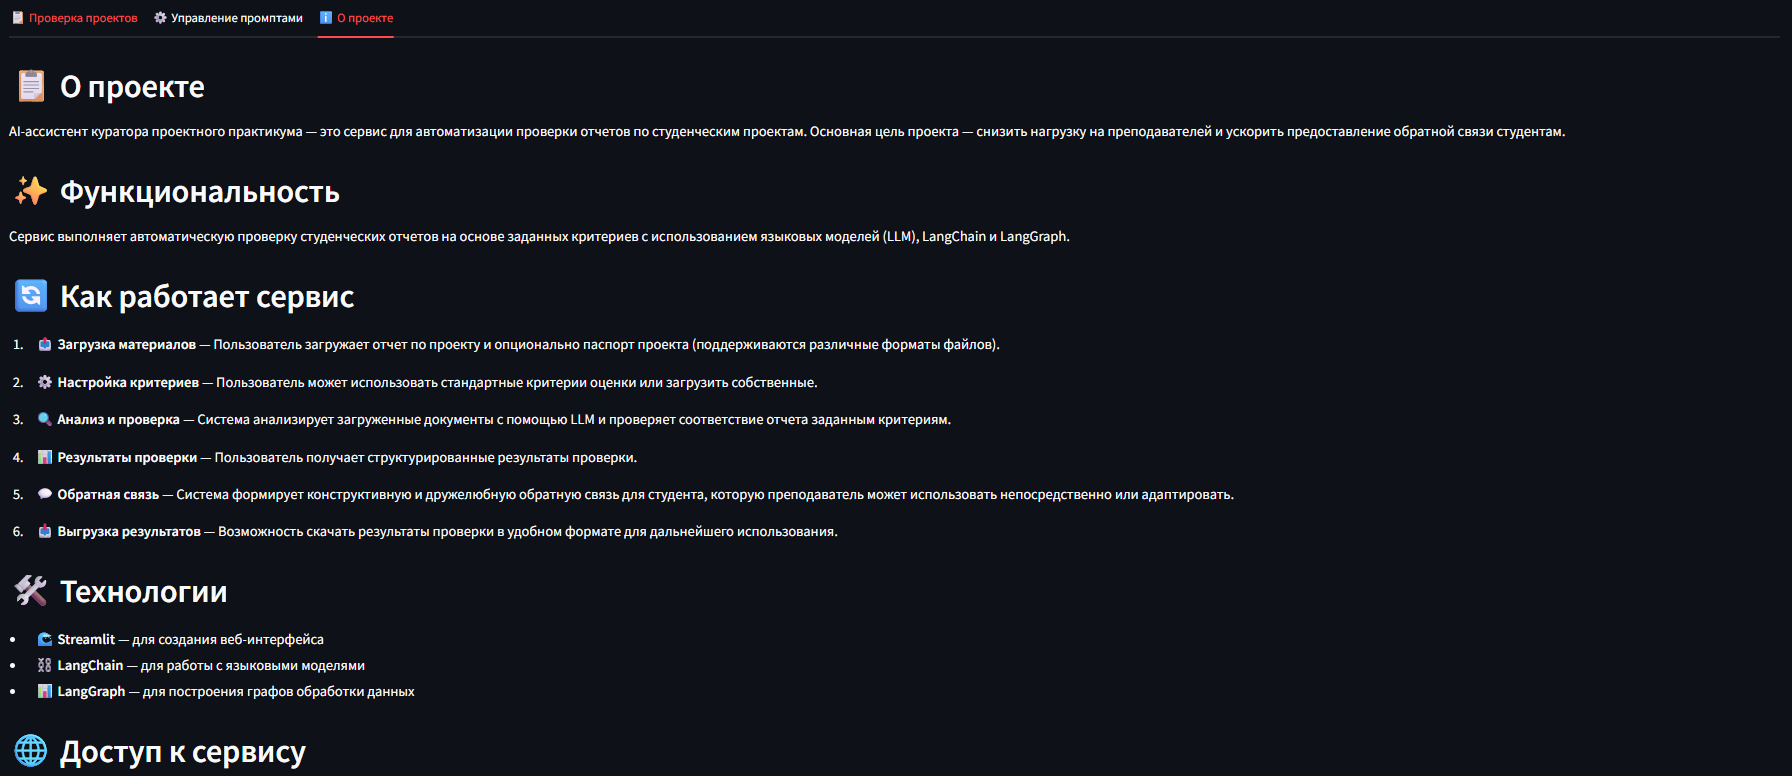 Проверка проектов
Управление промптами
О проекте
О проекте
AI-ассистент куратора проектного практикума — это сервис для автоматизации проверки отчетов по студенческим проектам. Основная цель проекта — снизить нагрузку на преподавателей и ускорить предоставление обратной связи студентам.
Функциональность
Сервис выполняет автоматическую проверку студенческих отчетов на основе заданных критериев с использованием языковых моделей (LLM), LangChain и LangGraph.
Как работает сервис
1. Загрузка материалов — Пользователь загружает отчет по проекту и опционально паспорт проекта (поддерживаются различные форматы файлов).
2. Настройка критериев — Пользователь может использовать стандартные критерии оценки или загрузить собственные.
3. Анализ и проверка — Система анализирует загруженные документы с помощью LLM и проверяет соответствие отчета заданным критериям.
4. Результаты проверки — Пользователь получает структурированные результаты проверки.
5. Обратная связь — Система формирует конструктивную и дружелюбную обратную связь для студента, которую преподаватель может использовать непосредственно или адаптировать.
6. Выгрузка результатов — Возможность скачать результаты проверки в удобном формате для дальнейшего использования.
Технологии
• Streamlit — для создания веб-интерфейса
• LangChain — для работы с языковыми моделями
• LangGraph — для построения графов обработки данных
Доступ к сервису